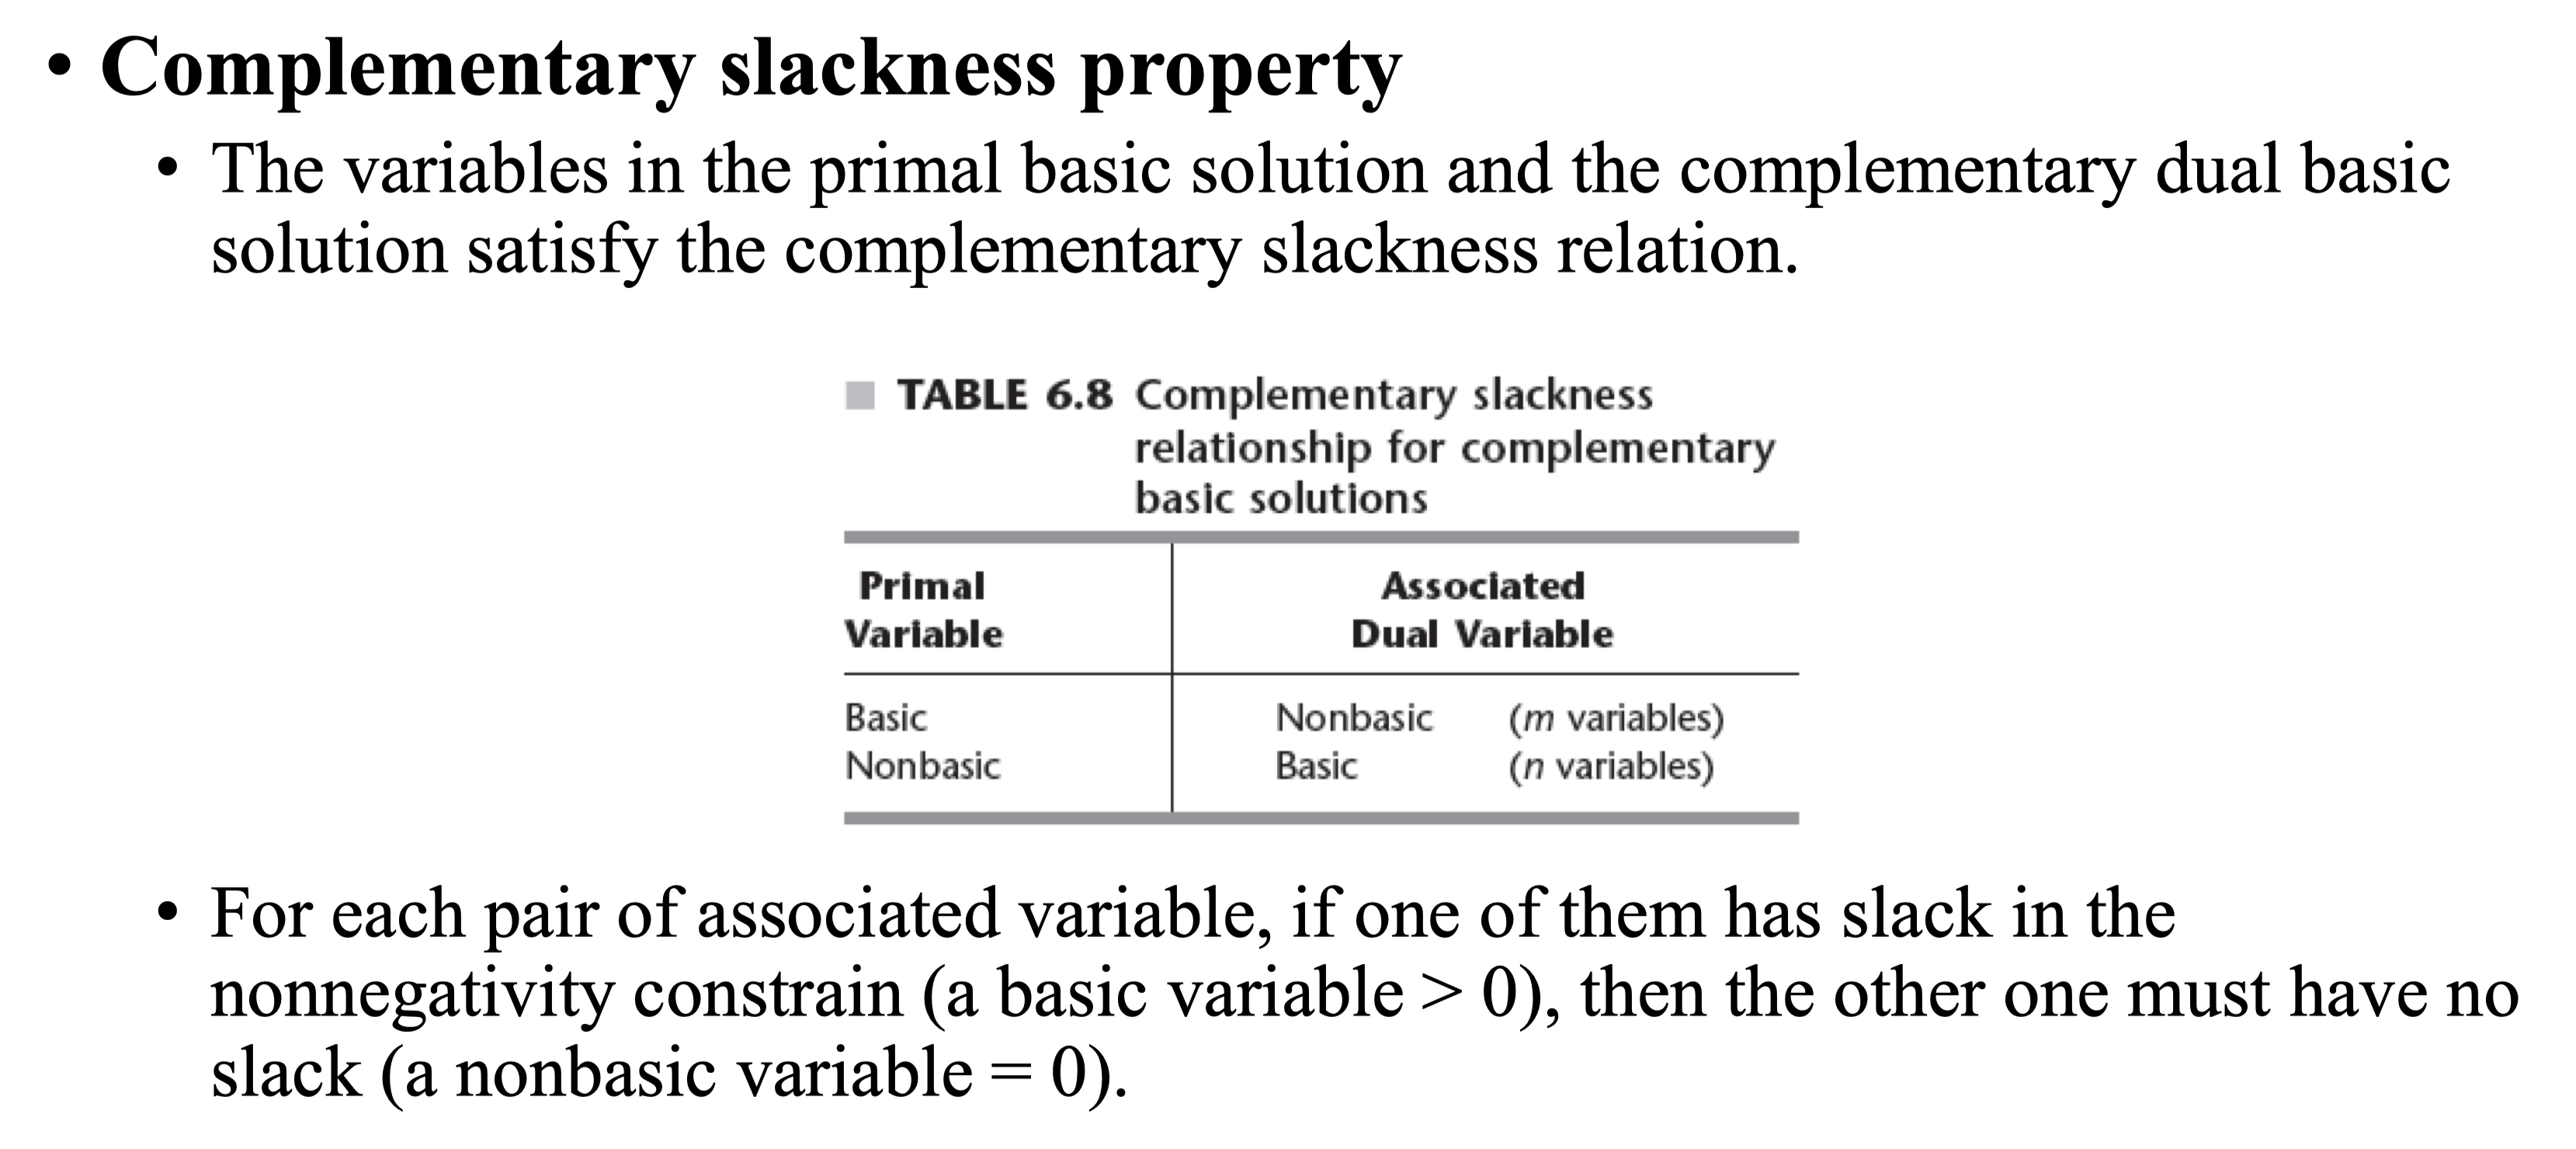 • Complementary slackness property
• The variables in the primal basic solution and the complementary dual basic
solution satisfy the complementary slackness relation.
TABLE 6.8 Complementary slackness
relationship for complementary
basic solutions
Primal Variable Associated Dual Variable
Basic Nonbasic (m variables)
Nonbasic Basic (n variables)
• For each pair of associated variable, if one of them has slack in the
nonnegativity constrain (a basic variable > 0), then the other one must have no
slack (a nonbasic variable = 0).